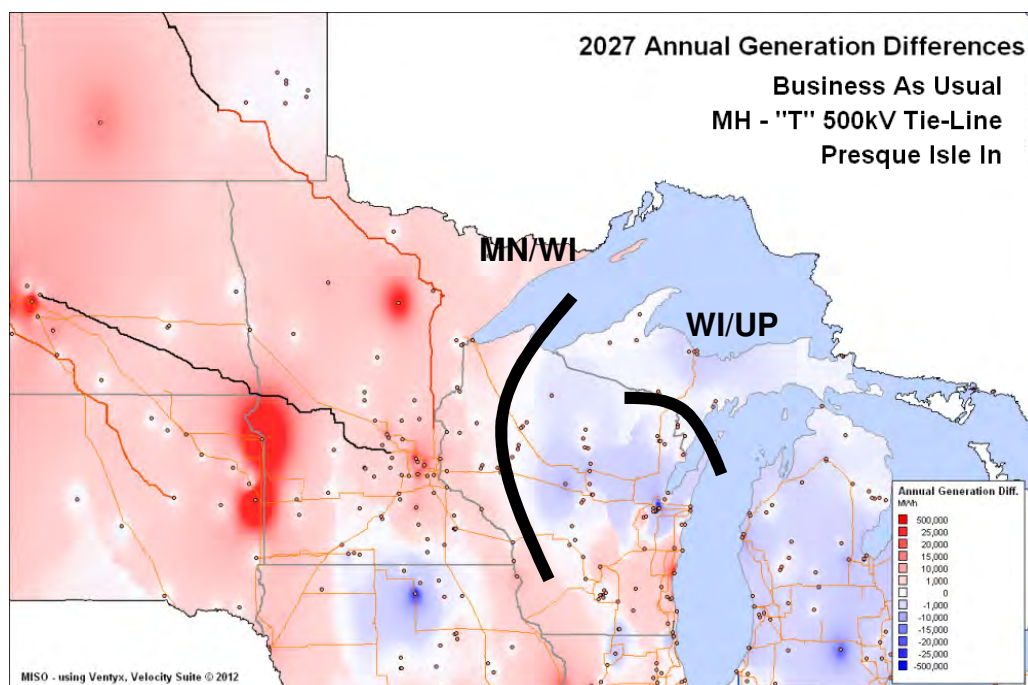 2027 Annual Generation Differences
Business As Usual
MH - "T" 500kV Tie-Line
Presque Isle In
MN/WI
WI/UP
Annual Generation Diff.
MWh
500,000
25,000
20,000
15,000
10,000
1,000
0
-1,000
-10,000
-15,000
-20,000
-25,000
-500,000
MISO - using Ventyx, Velocity Suite © 2012